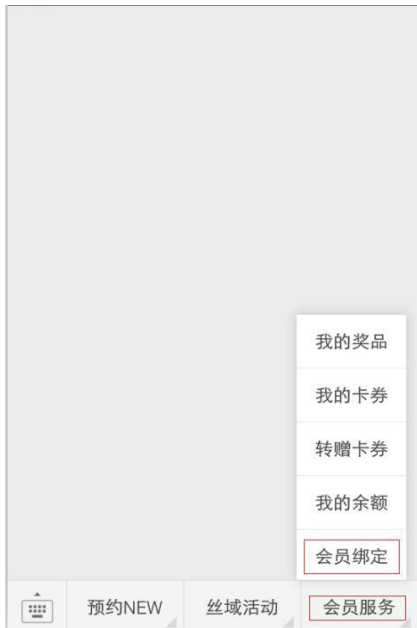 我的奖品
我的卡券
转赠卡券
我的余额
会员绑定
预约NEW 丝域活动 会员服务